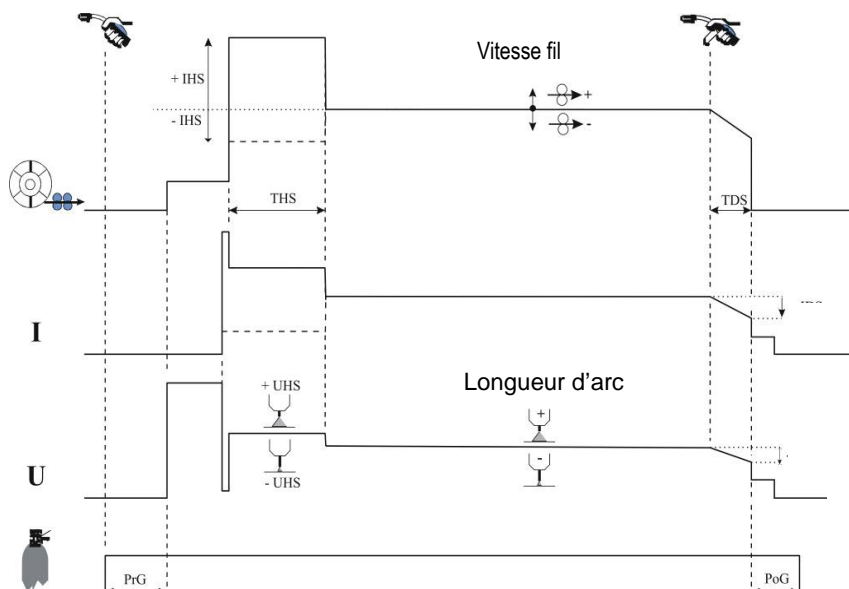 Vitesse fil
+ IHS
- IHS
+
-
THS
TDS
I
+ UHS
Longueur d'arc
+
-
- UHS
U
PrG
PoG